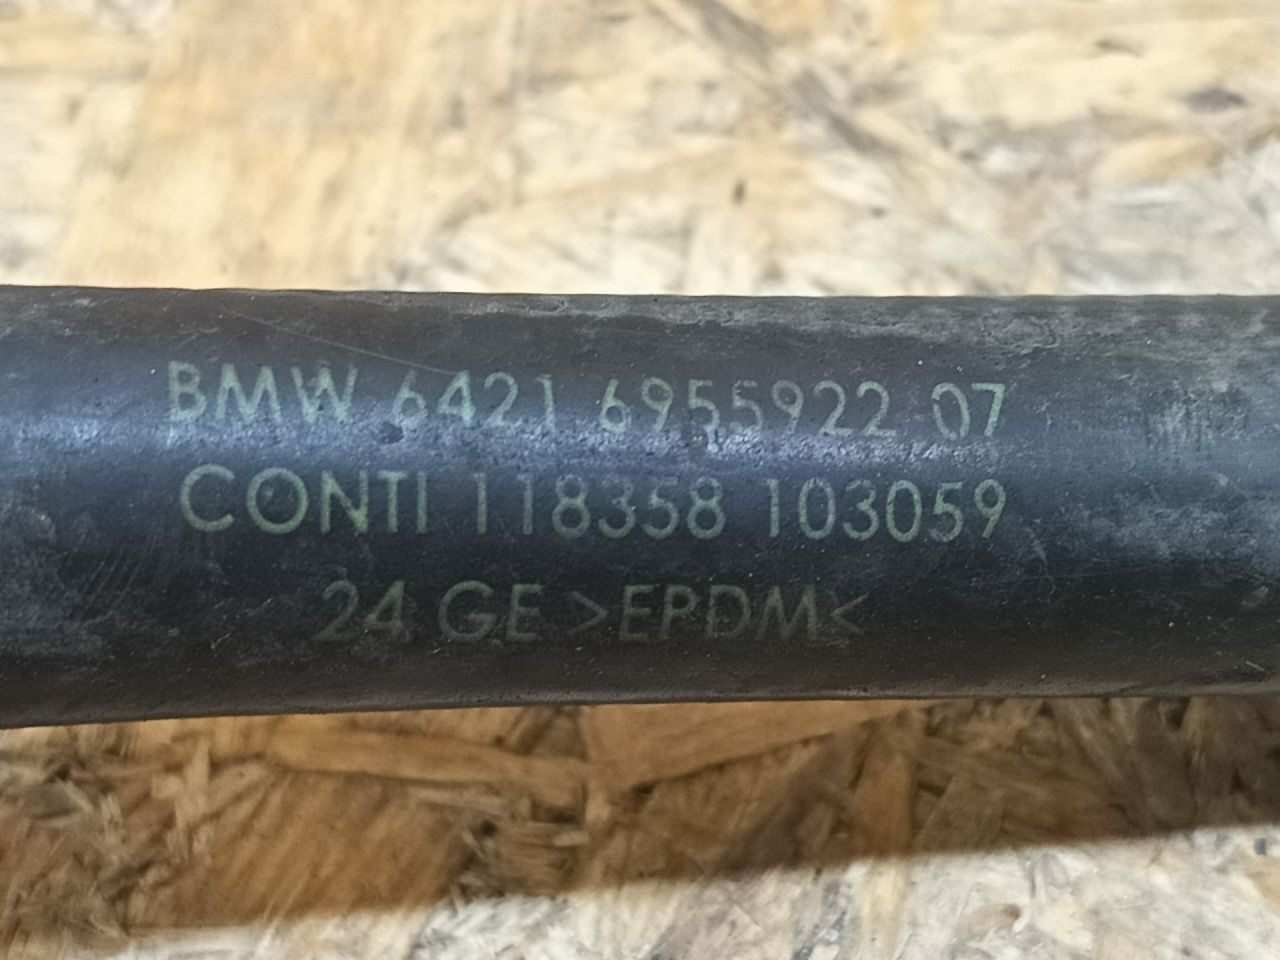 BMW 6421 6955922 07
CONTI 118358 103059
24 GE >EPDM<